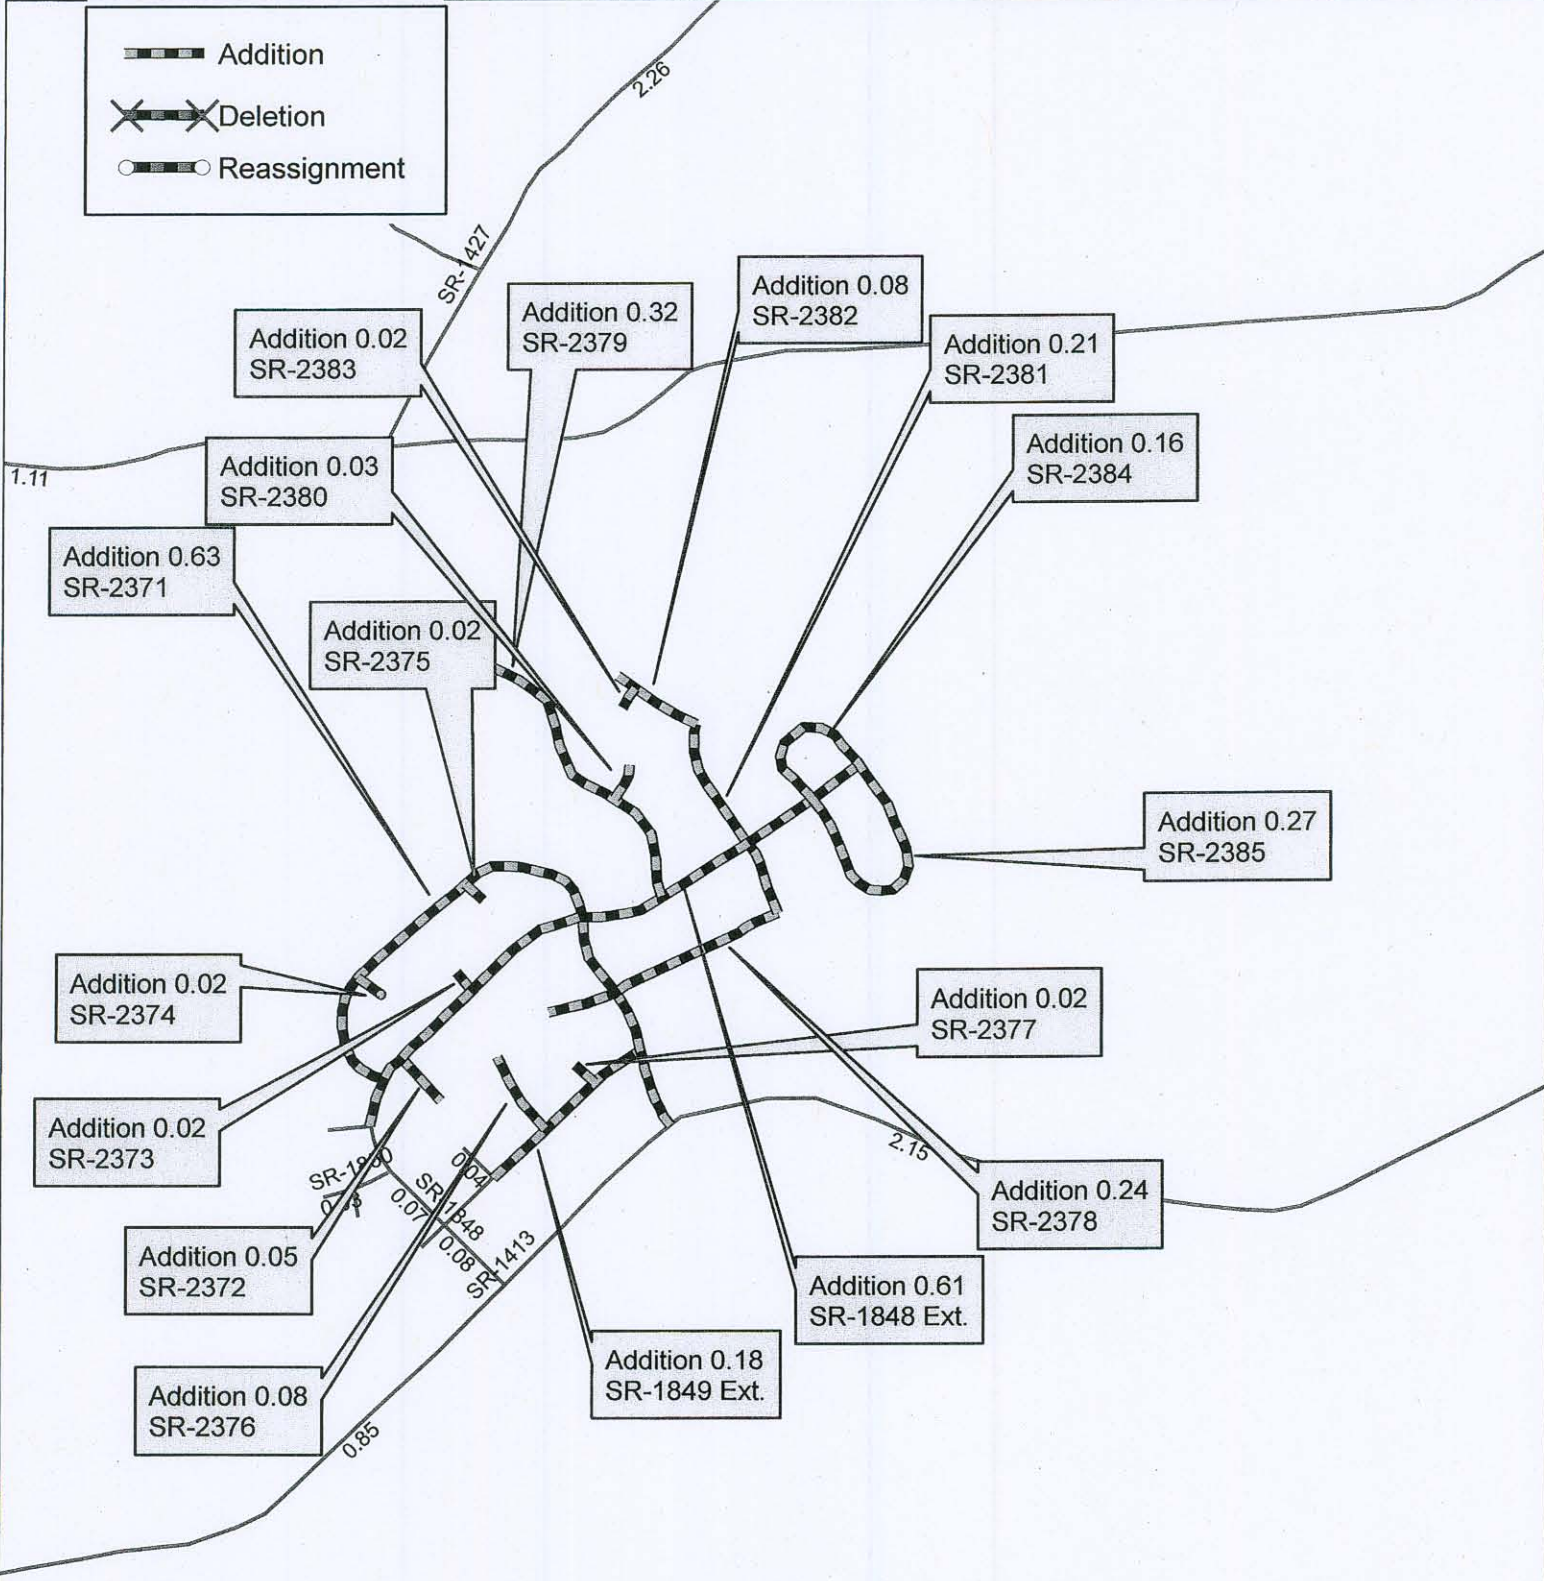 Addition
Deletion
Reassignment
2.26
SR-1427
Addition 0.08
SR-2382
Addition 0.32
SR-2379
Addition 0.02
SR-2383
Addition 0.21
SR-2381
Addition 0.16
SR-2384
Addition 0.03
SR-2380
1.11
Addition 0.63
SR-2371
Addition 0.02
SR-2375
Addition 0.27
SR-2385
Addition 0.02
SR-2374
Addition 0.02
SR-2377
Addition 0.02
SR-2373
2.15
0.04
SR-1848
0.07
0.08
SR-1413
Addition 0.24
SR-2378
Addition 0.05
SR-2372
Addition 0.61
SR-1848 Ext.
Addition 0.18
SR-1849 Ext.
Addition 0.08
SR-2376
0.85